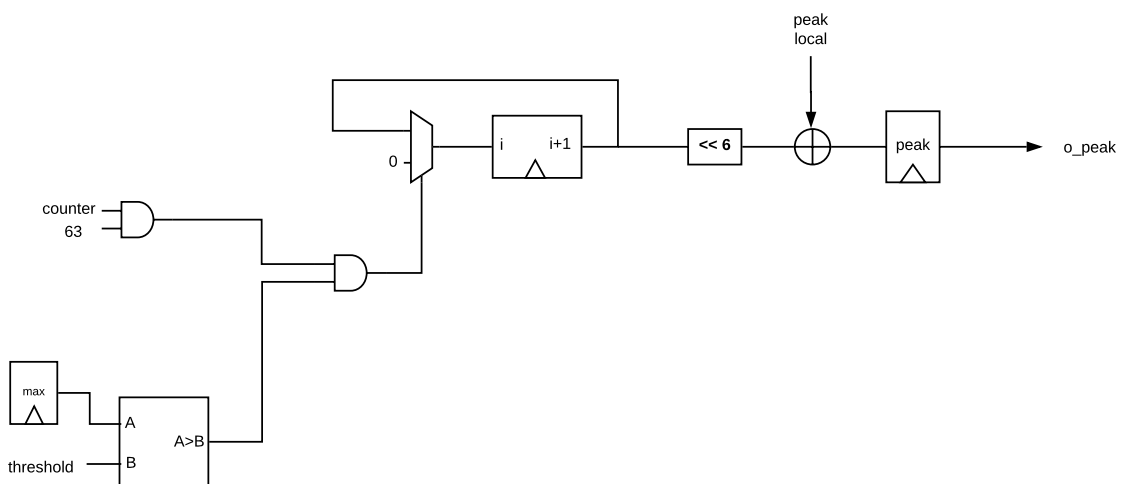 peak
local
i
i+1
<< 6
peak
o_peak
0
counter
63
max
A
A>B
B
threshold